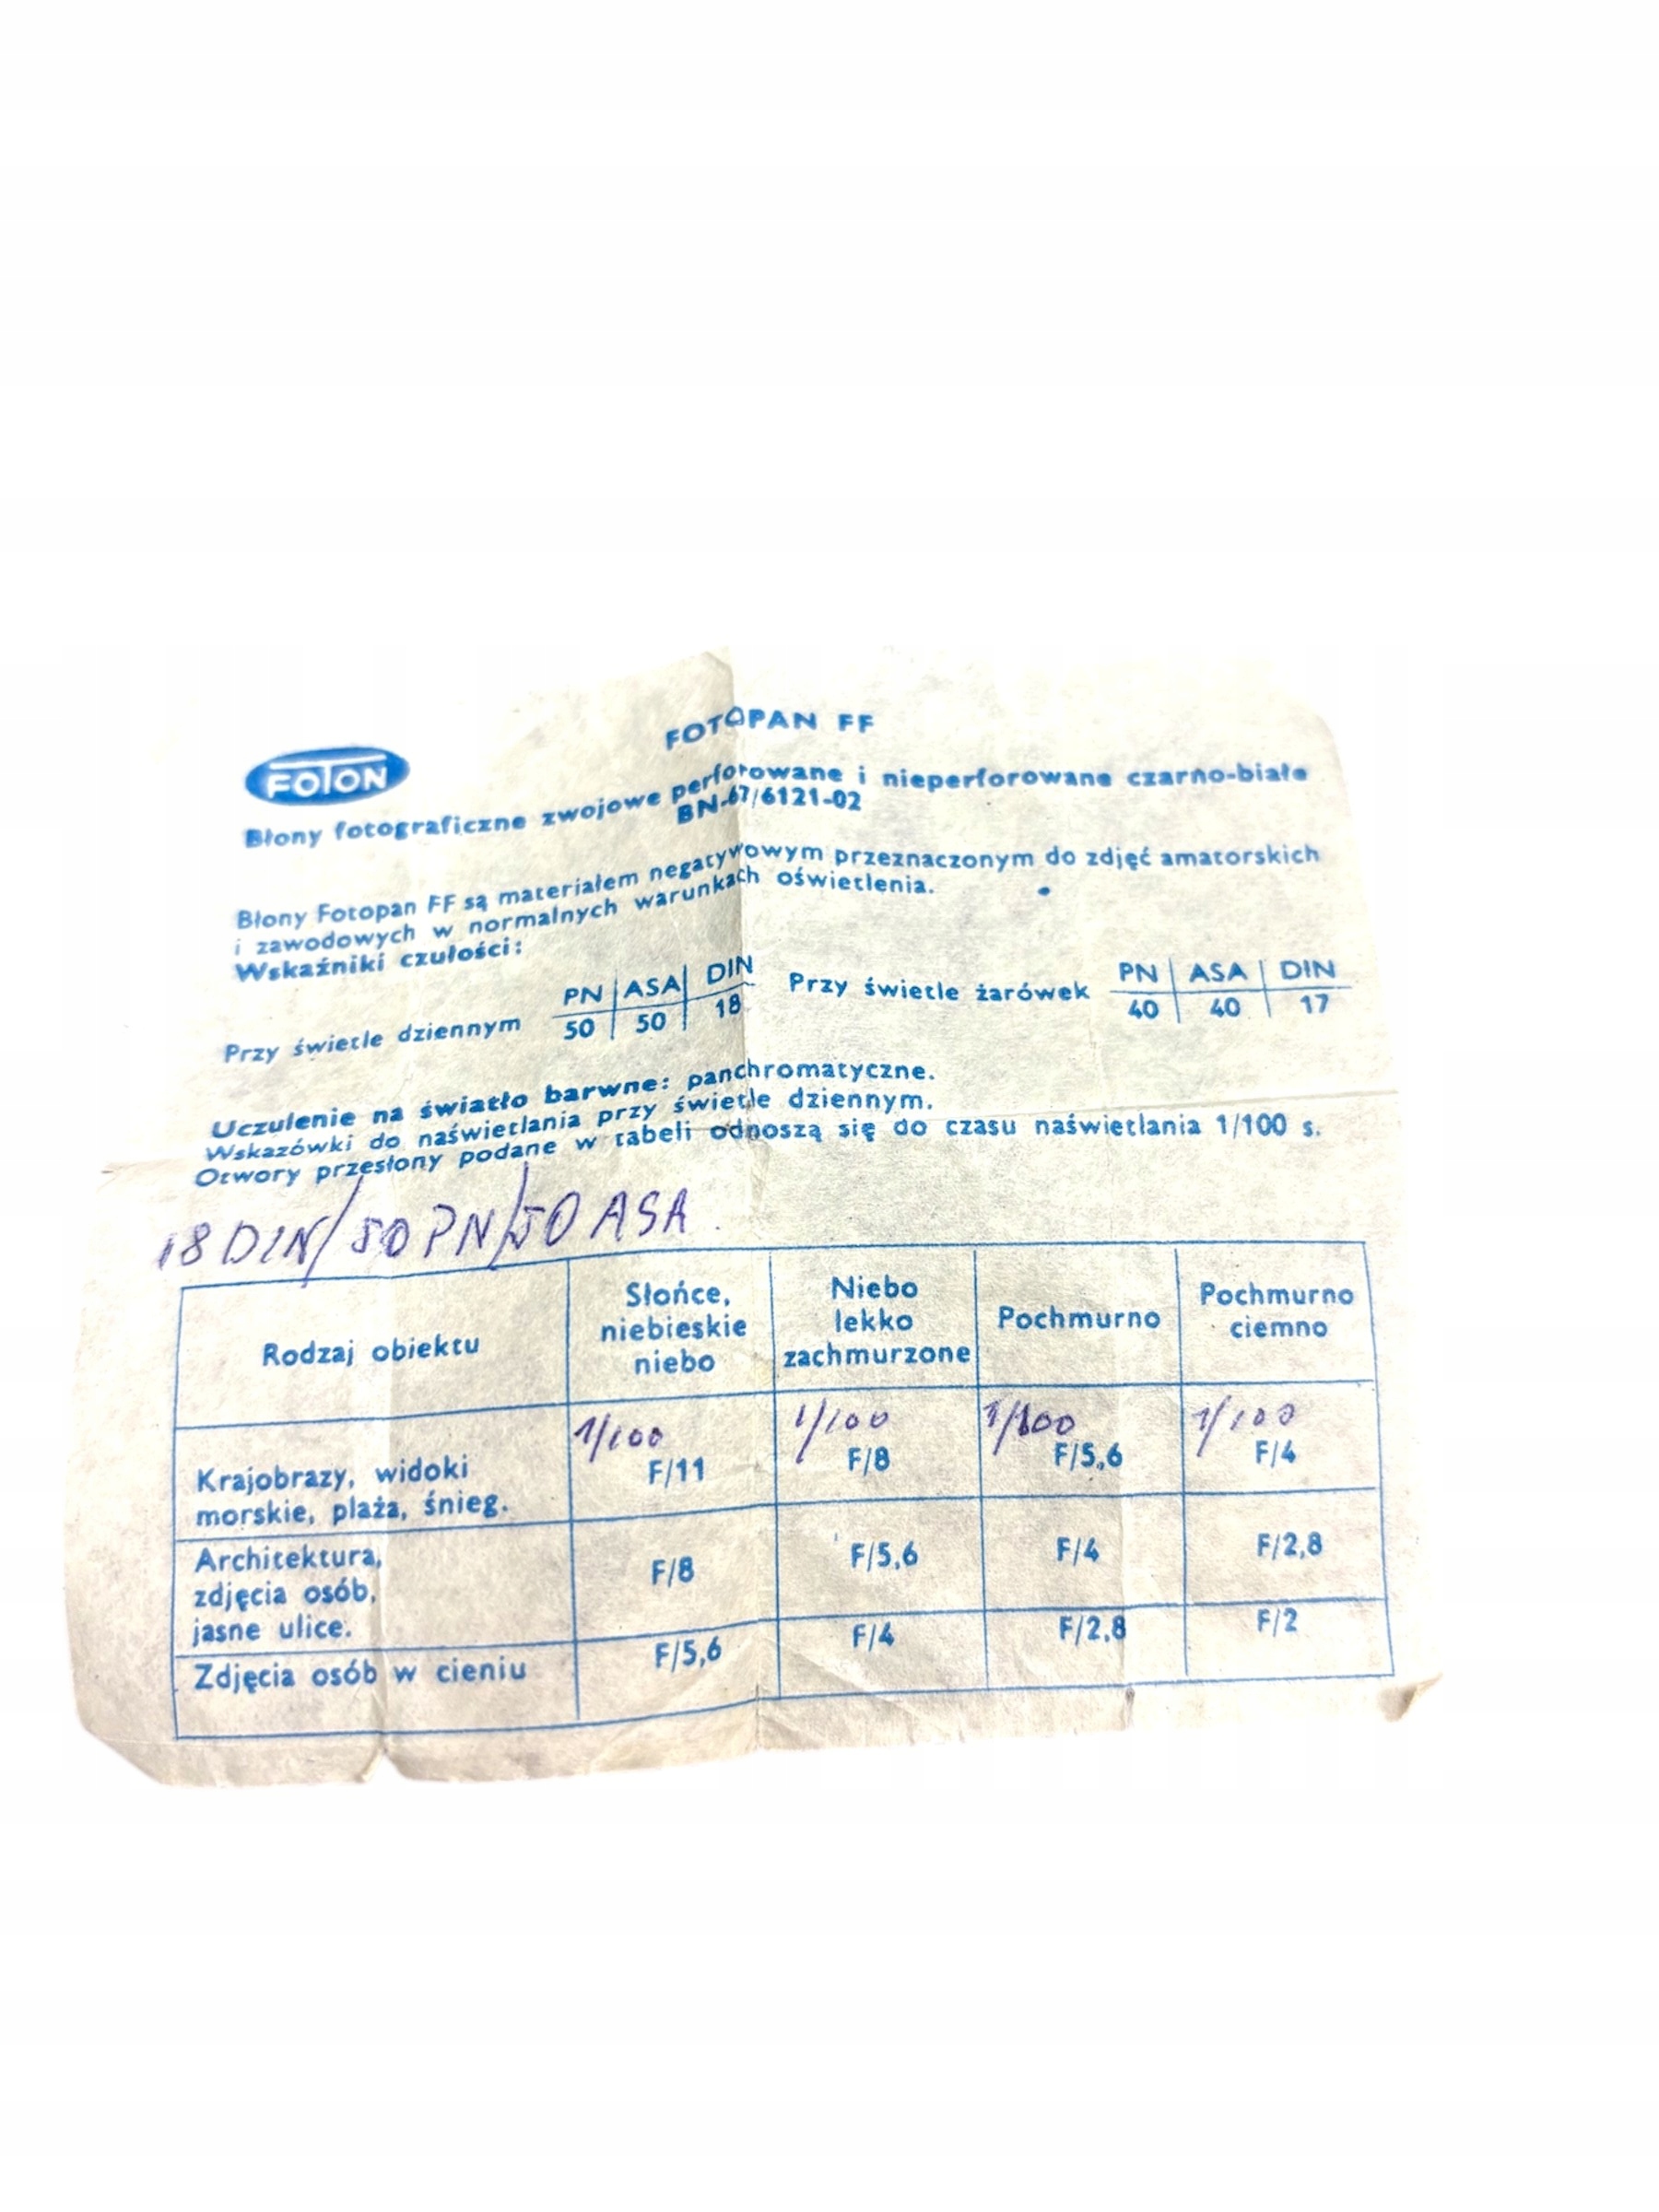 FOTON
FOTOPAN FF
Błony fotograficzne zwojowe perforowane i nieperforowane czarno-białe
BN-67/6121-02
Błony Fotopan FF są materiałem negatywowym przeznaczonym do zdjęć amatorskich
i zawodowych w normalnych warunkach oświetlenia.
Wskaźniki czułości:
Przy świetle dziennym PN | ASA | DIN Przy świetle żarówek PN | ASA | DIN
50 | 50 | 18 40 | 40 | 17
Uczulenie na światło barwne: panchromatyczne.
Wskazówki do naświetlania przy świetle dziennym.
Otwory przesłony podane w tabeli odnoszą się do czasu naświetlania 1/100 s.
18 DIN/50 PN/50 ASA.
Rodzaj obiektu
Słońce,
niebieskie
niebo
Niebo
lekko
zachmurzone
Pochmurno
Pochmurno
ciemno
1/100 1/100 1/100 1/100
Krajobrazy, widoki
morskie, plaża, śnieg.
F/11 F/8 F/5,6 F/4
Architektura,
zdjęcia osób,
jasne ulice.
F/8 F/5,6 F/4 F/2,8
Zdjęcia osób w cieniu F/5,6 F/4 F/2,8 F/2